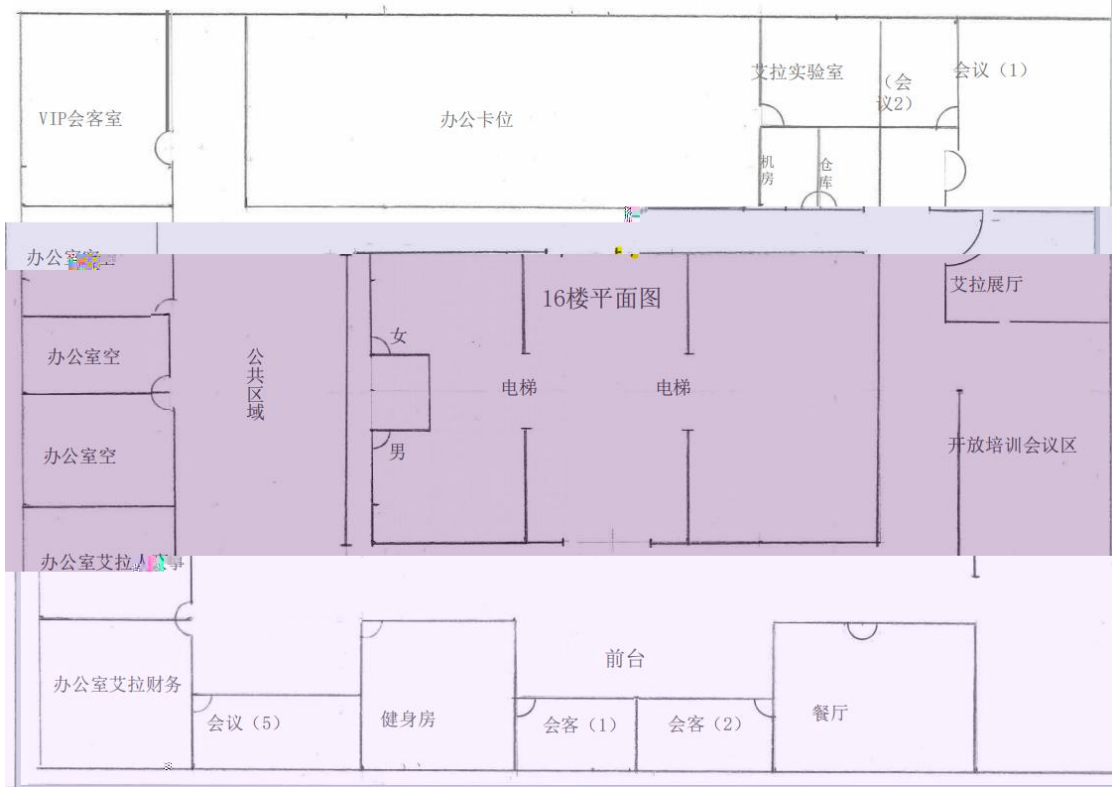 艾拉实验室
会议（1）
（会
议2）
VIP会客室
办公卡位
机
房
仓
库
办公室
艾拉展厅
16楼平面图
女
办公室空
公
共
区
域
电梯
电梯
男
办公室空
开放培训会议区
办公室艾拉人事
前台
办公室艾拉财务
会议（5）
健身房
会客（1）
会客（2）
餐厅